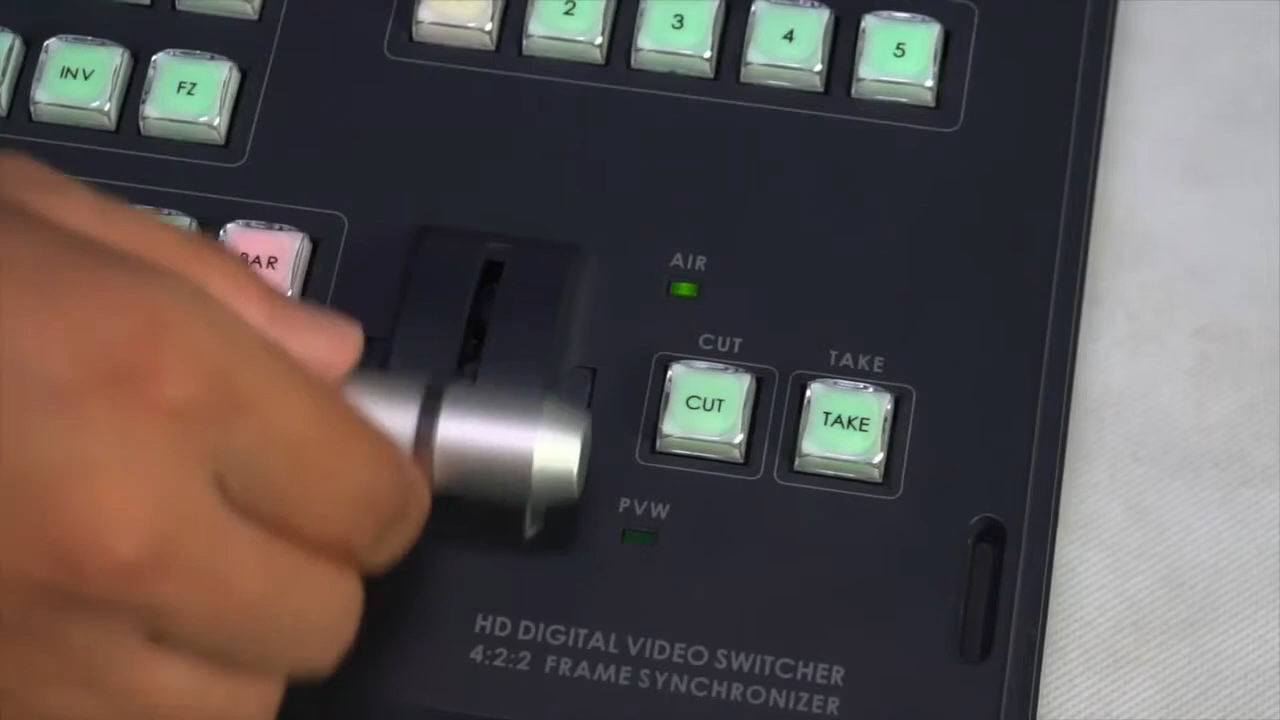 2 3 4 5
INV FZ
BAR
AIR
CUT TAKE
CUT TAKE
PVW
HD DIGITAL VIDEO SWITCHER
4:2:2 FRAME SYNCHRONIZER